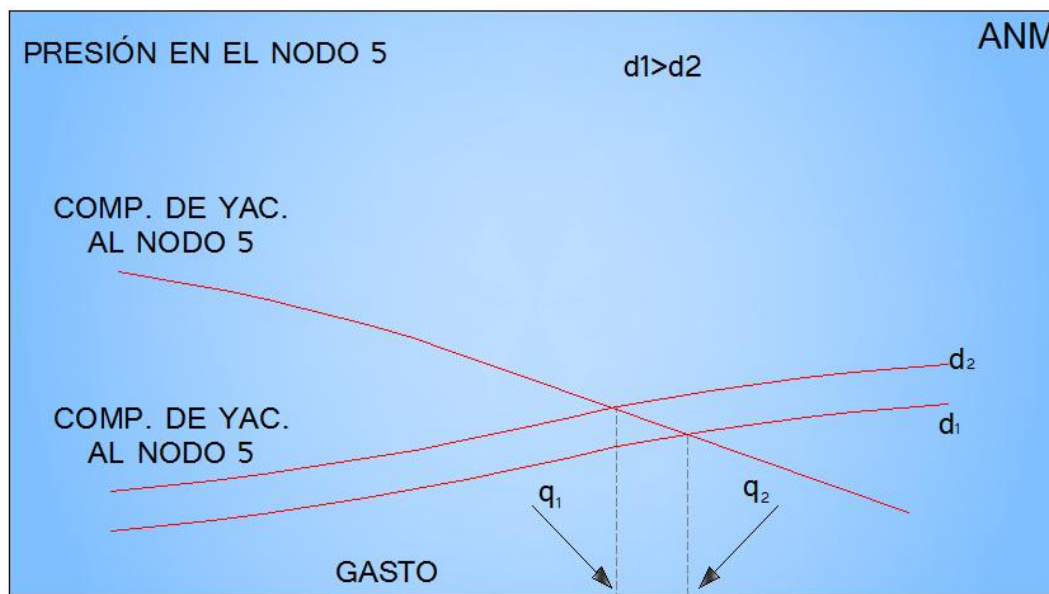 ANM
PRESIÓN EN EL NODO 5
d1>d2
COMP. DE YAC.
AL NODO 5
d₂
COMP. DE YAC.
AL NODO 5
d₁
q₁
q₂
GASTO